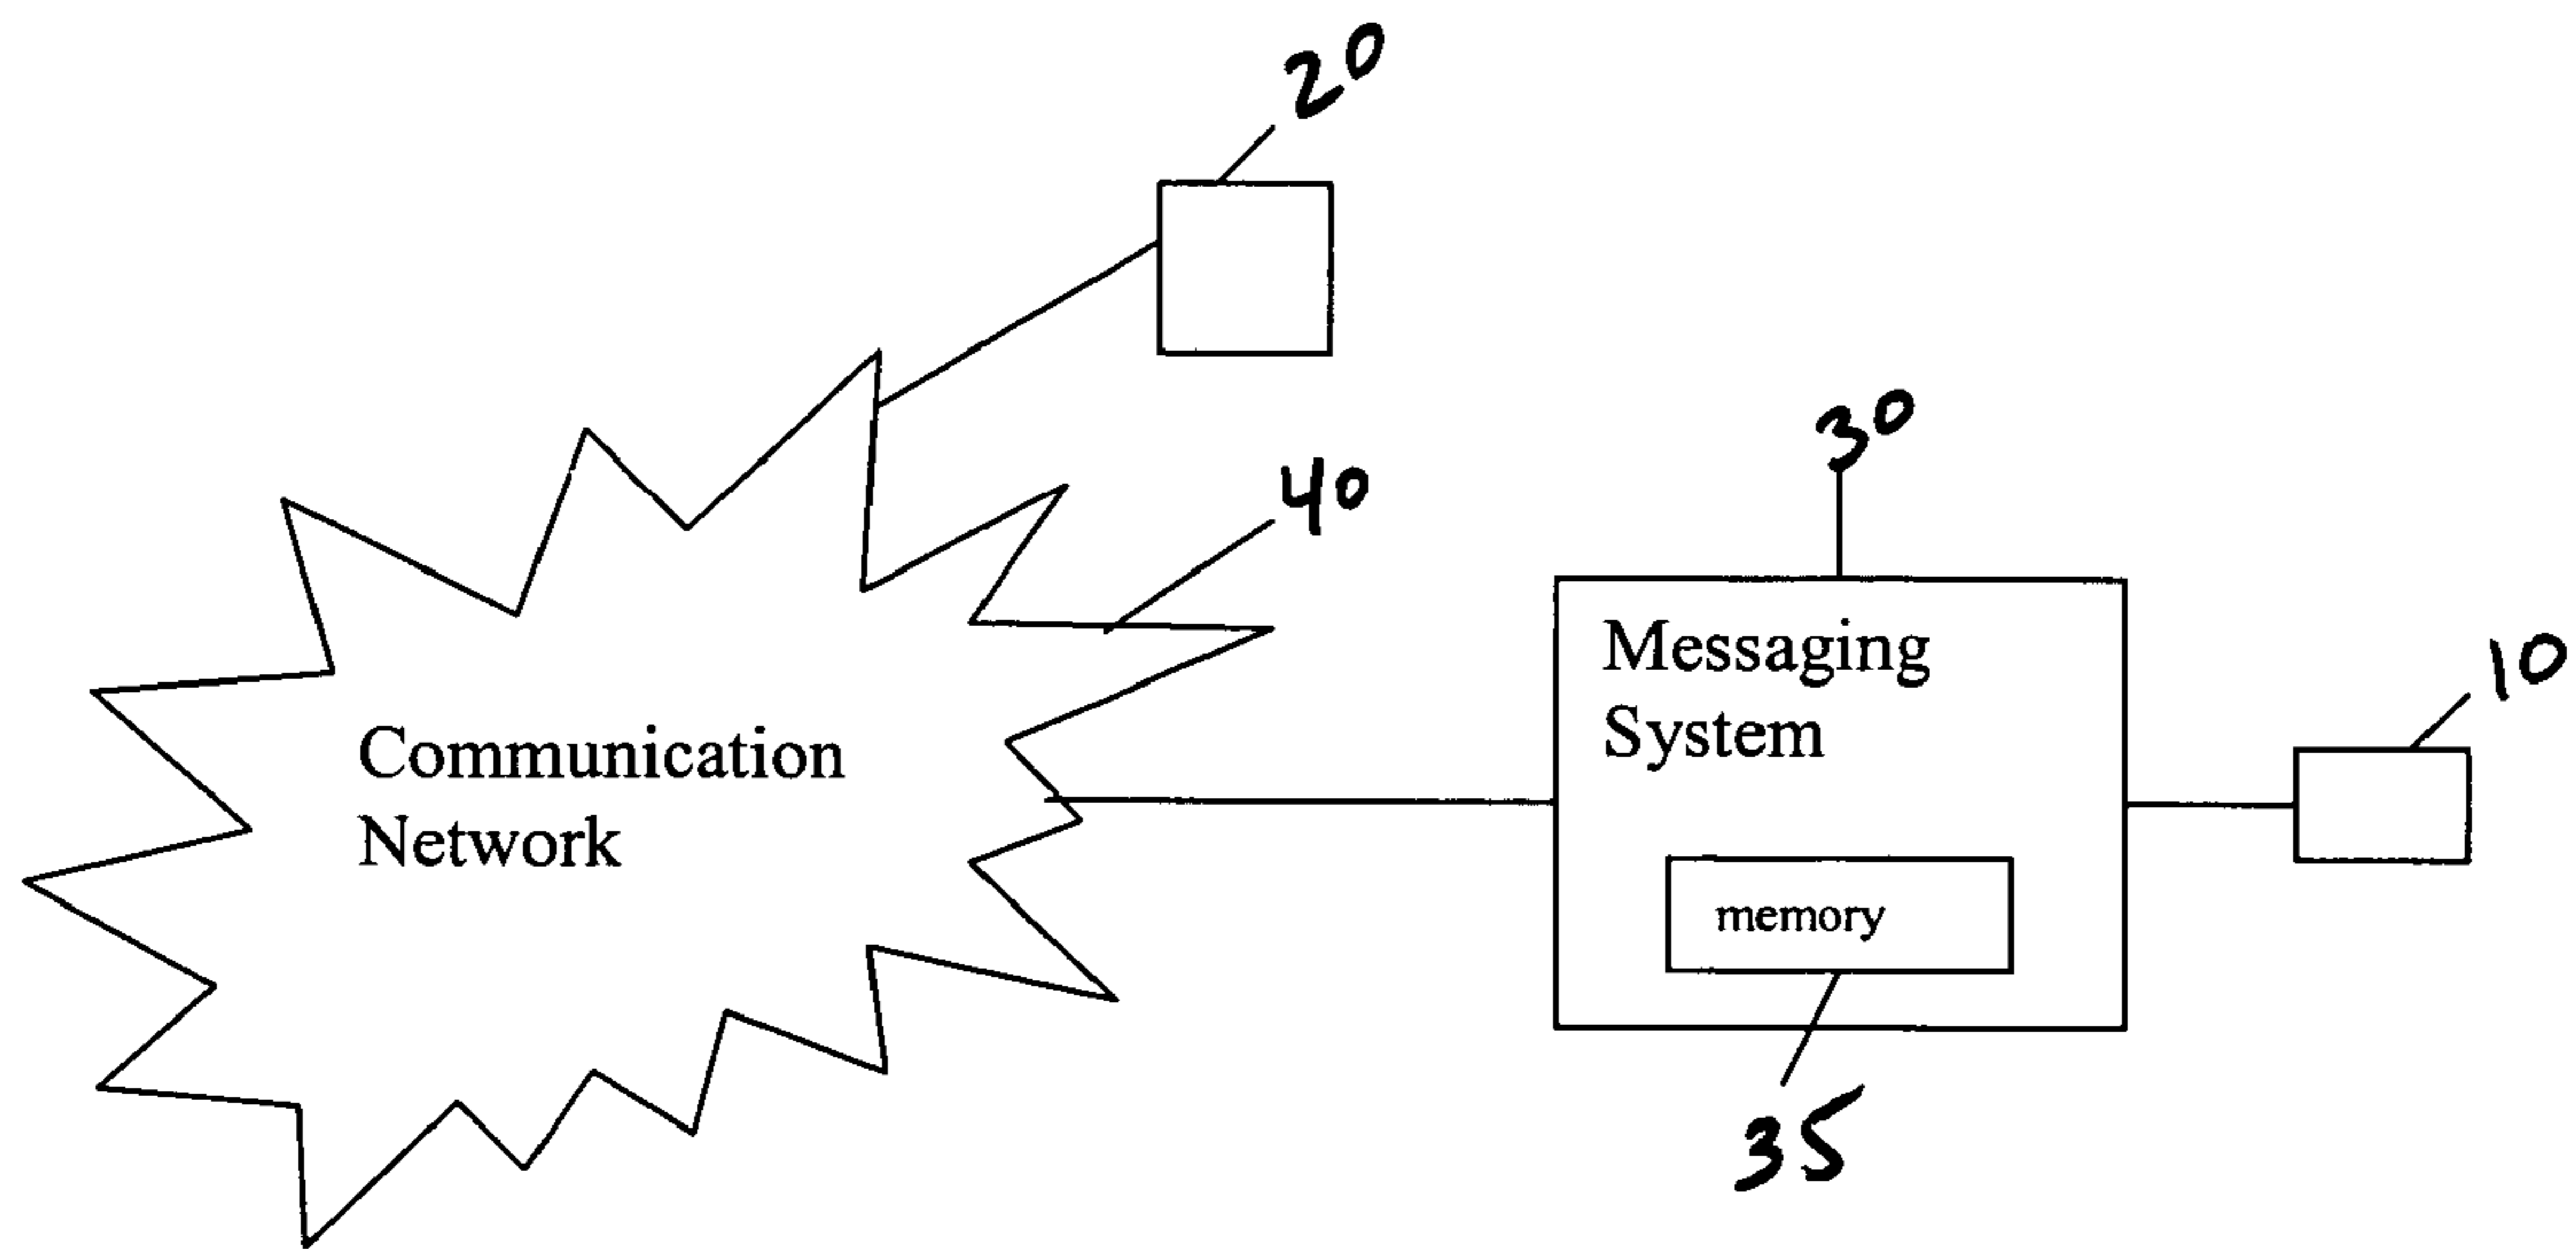 20
30
40
Messaging
System
10
Communication
Network
memory
35